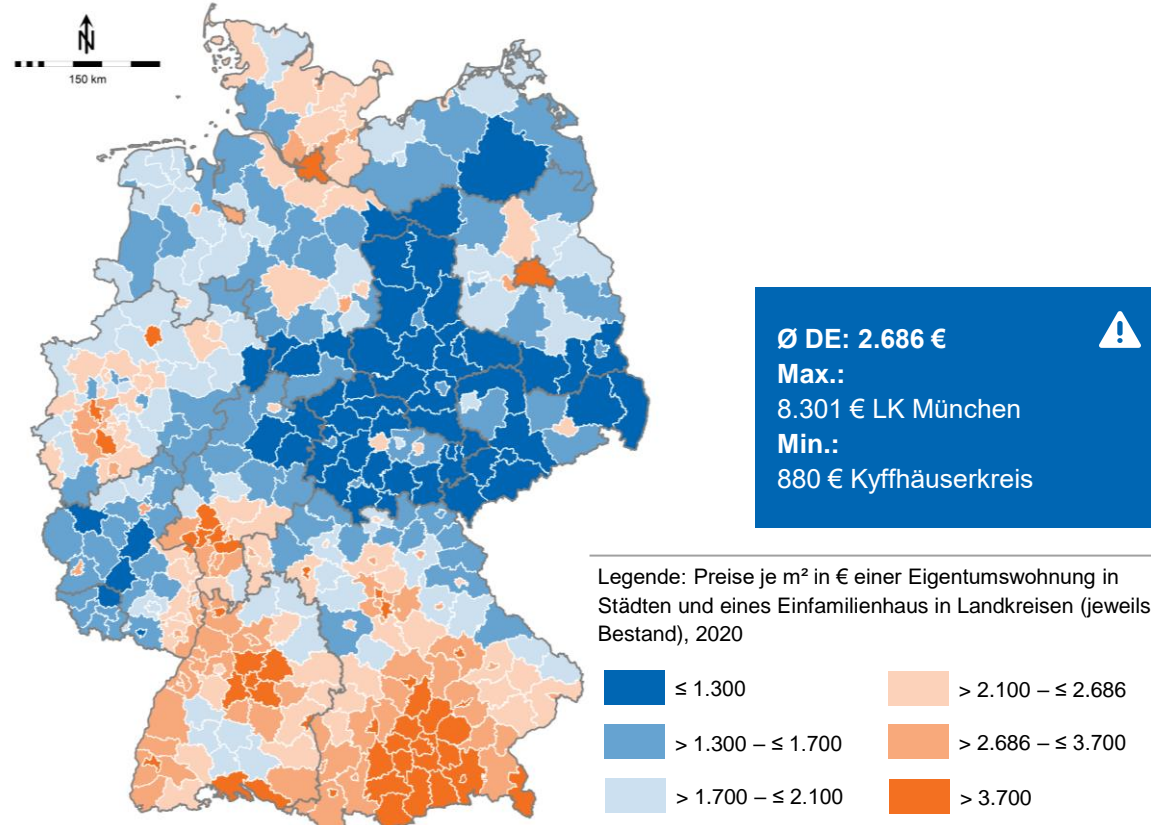 N
150 km
Ø DE: 2.686 €
Max.:
8.301 € LK München
Min.:
880 € Kyffhäuserkreis
Legende: Preise je m² in € einer Eigentumswohnung in
Städten und eines Einfamilienhaus in Landkreisen (jeweils
Bestand), 2020
≤ 1.300
> 2.100 – ≤ 2.686
> 1.300 – ≤ 1.700
> 2.686 – ≤ 3.700
> 1.700 – ≤ 2.100
> 3.700